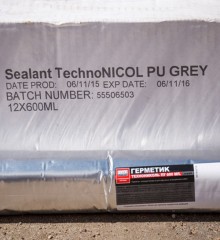 Sealant TechnoNICOL PU GREY
DATE PROD: 06/11/15 EXP DATE: 06/11/16
BATCH NUMBER: 55506503
12X600ML
ГЕРМЕТИК